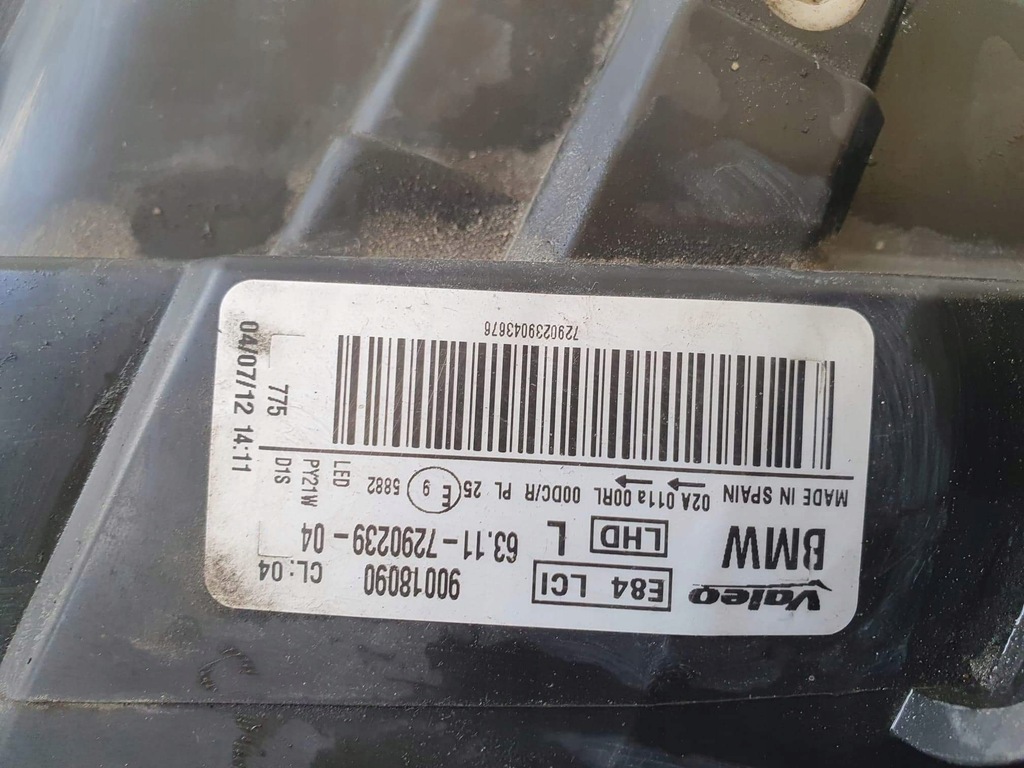 Valeo E84 LCI 90018090 CL: 04
BMW LHD L 63.11-7290239-04
MADE IN SPAIN 02A 011a 00RL 00DC/R PL 25 E 9 5882 LED
PY21W
D1S
775
7290239043676
04/07/12 14:11